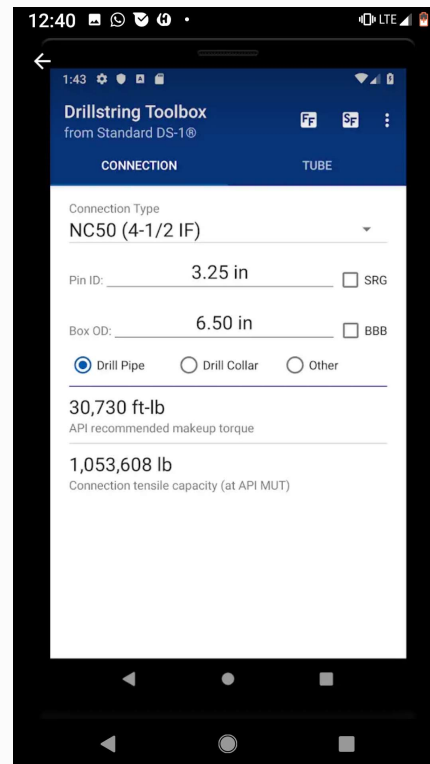 12:40
LTE
1:43
Drillstring Toolbox
from Standard DS-1®
FF
SF
CONNECTION
TUBE
Connection Type
NC50 (4-1/2 IF)
Pin ID: 3.25 in
SRG
Box OD: 6.50 in
BBB
Drill Pipe
Drill Collar
Other
30,730 ft-lb
API recommended makeup torque
1,053,608 lb
Connection tensile capacity (at API MUT)